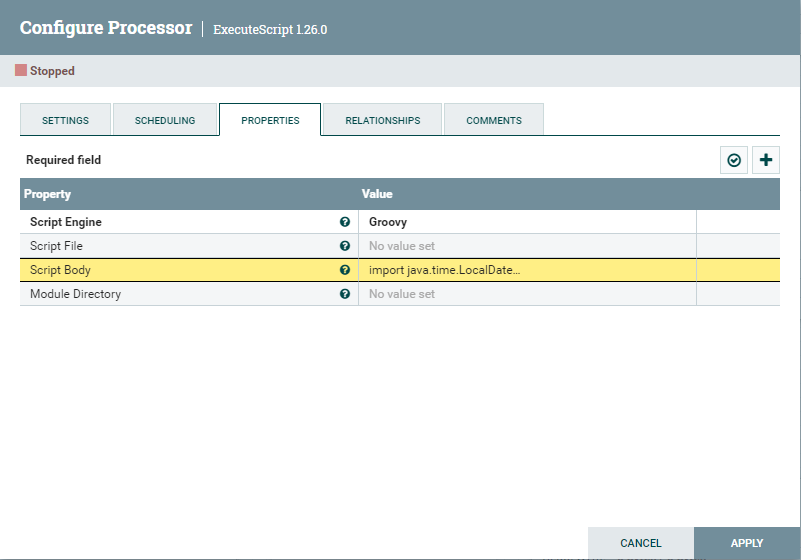 Configure Processor | ExecuteScript 1.26.0
Stopped
SETTINGS SCHEDULING PROPERTIES RELATIONSHIPS COMMENTS
Required field
Property Value
Script Engine Groovy
Script File No value set
Script Body import java.time.LocalDate...
Module Directory No value set
CANCEL APPLY